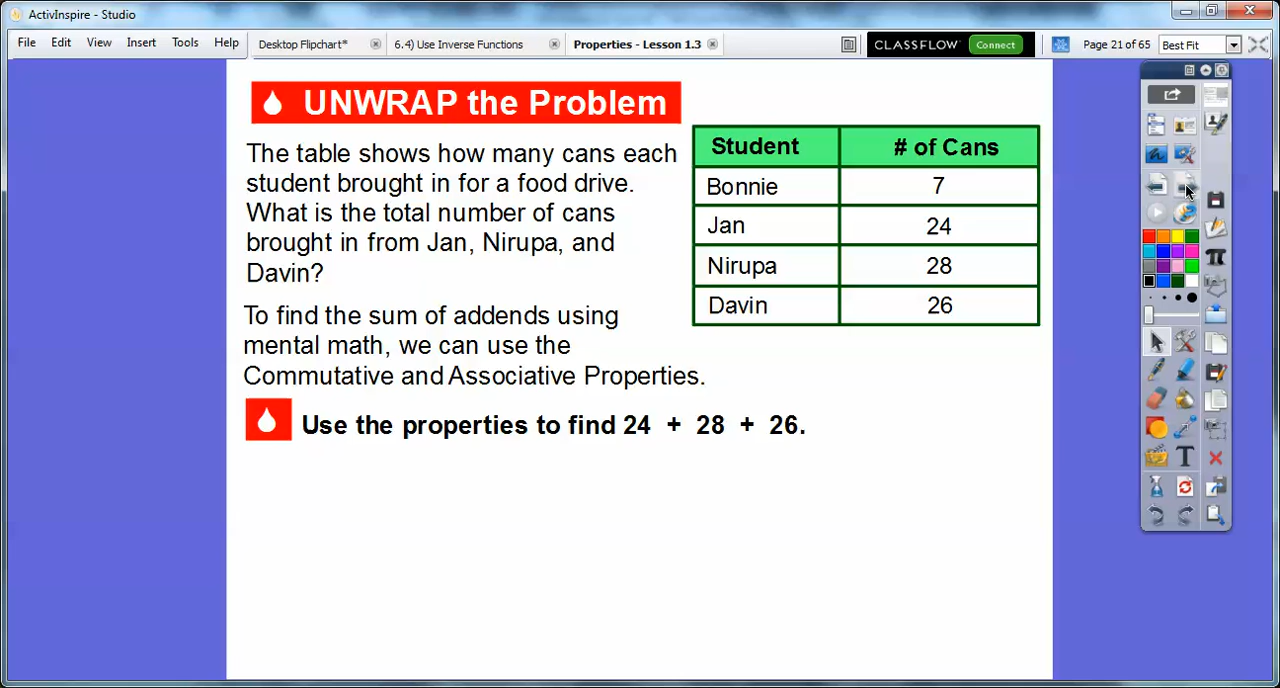 ActivInspire - Studio
File Edit View Insert Tools Help
Desktop Flipchart* 6.4) Use Inverse Functions Properties - Lesson 1.3
CLASSFLOW Connect
Page 21 of 65 Best Fit
UNWRAP the Problem
The table shows how many cans each
student brought in for a food drive.
What is the total number of cans
brought in from Jan, Nirupa, and
Davin?
Student # of Cans
Bonnie 7
Jan 24
Nirupa 28
Davin 26
To find the sum of addends using
mental math, we can use the
Commutative and Associative Properties.
Use the properties to find 24 + 28 + 26.